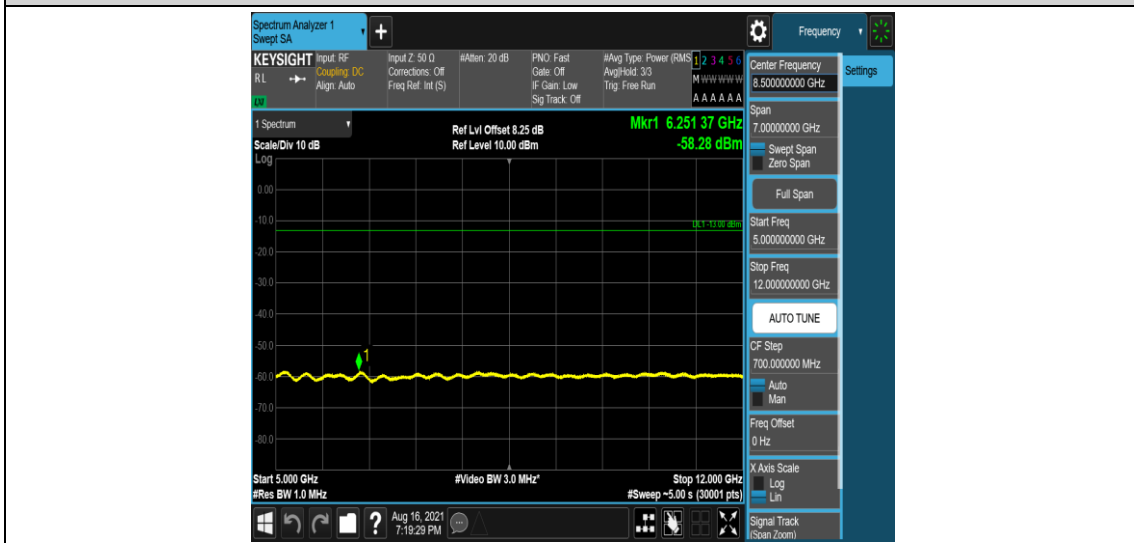 Spectrum Analyzer 1
Swept SA
+
Frequency
KEYSIGHT
RL
LXI
Input: RF
Coupling: DC
Align: Auto
Input Z: 50 Ω
Corrections: Off
Freq Ref: Int (S)
#Atten: 20 dB
PNO: Fast
Gate: Off
IF Gain: Low
Sig Track: Off
#Avg Type: Power (RMS
Avg|Hold: 3/3
Trig: Free Run
1 2 3 4 5 6
M W W W W W
A A A A A A
1 Spectrum
Scale/Div 10 dB
Ref Lvl Offset 8.25 dB
Ref Level 10.00 dBm
Mkr1 6.251 37 GHz
-58.28 dBm
Log
0.00
-10.0
-20.0
-30.0
-40.0
-50.0
-60.0
-70.0
-80.0
DL1 -13.00 dBm
1
Start 5.000 GHz
#Res BW 1.0 MHz
#Video BW 3.0 MHz*
Stop 12.000 GHz
#Sweep ~5.00 s (30001 pts)
?
Aug 16, 2021
7:19:29 PM
Center Frequency
8.500000000 GHz
Settings
Span
7.00000000 GHz
Swept Span
Zero Span
Full Span
Start Freq
5.000000000 GHz
Stop Freq
12.000000000 GHz
AUTO TUNE
CF Step
700.000000 MHz
Auto
Man
Freq Offset
0 Hz
X Axis Scale
Log
Lin
Signal Track
(Span Zoom)